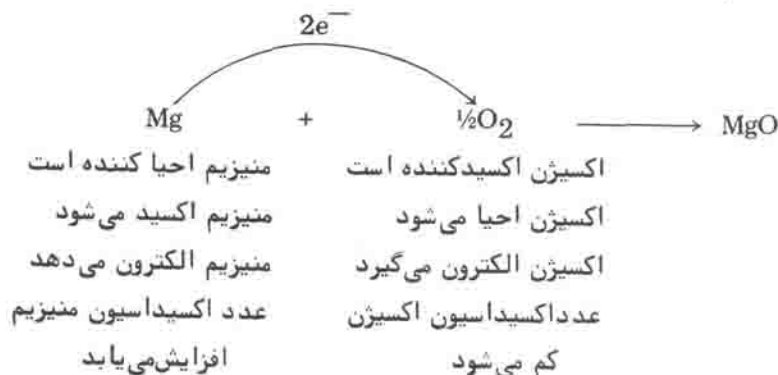 2e⁻
Mg + ½O₂ ⟶ MgO
منیزیم احیا کننده است اکسیژن اکسیدکننده است
منیزیم اکسید می‌شود اکسیژن احیا می‌شود
منیزیم الکترون می‌دهد اکسیژن الکترون می‌گیرد
عدد اکسیداسیون منیزیم عدداکسیداسیون اکسیژن
افزایش‌می‌یابد کم می‌شود